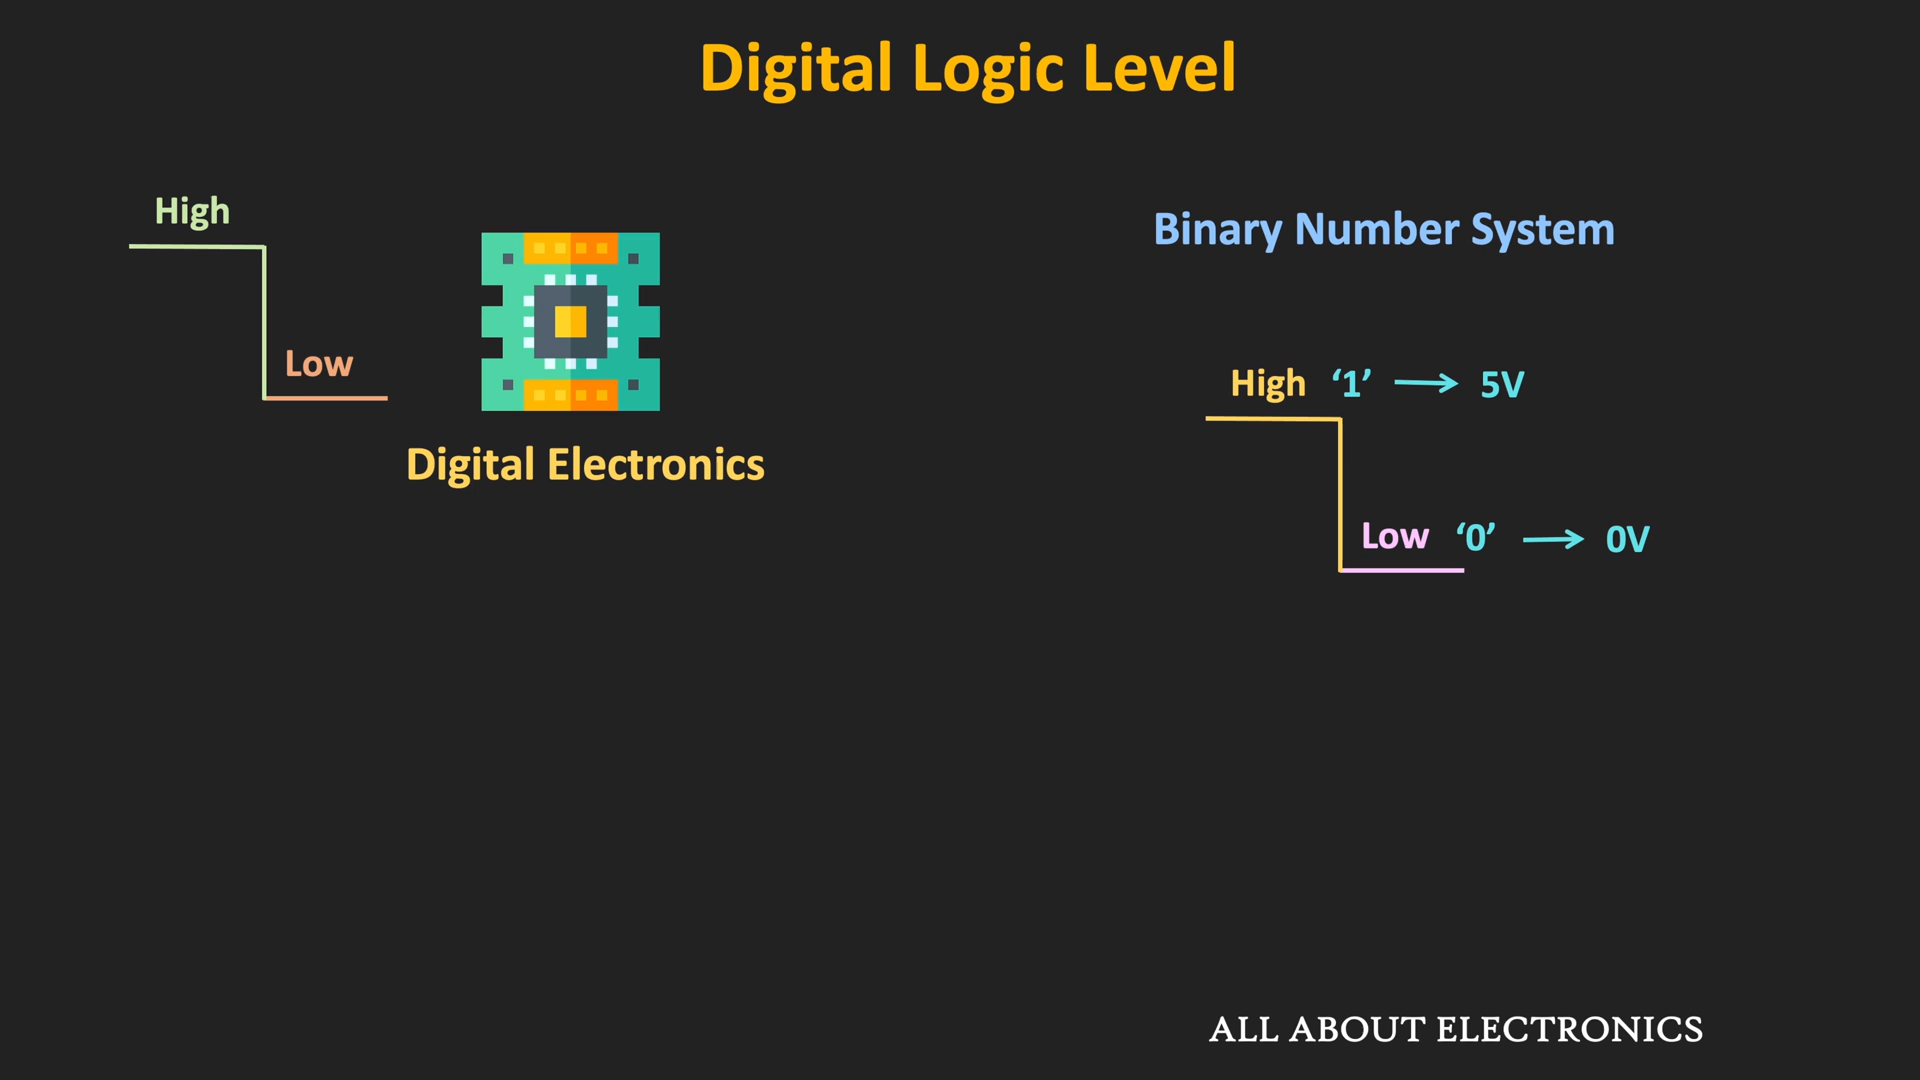 Digital Logic Level
High
Low
Digital Electronics
Binary Number System
High ‘1’ → 5V
Low ‘0’ → 0V
ALL ABOUT ELECTRONICS